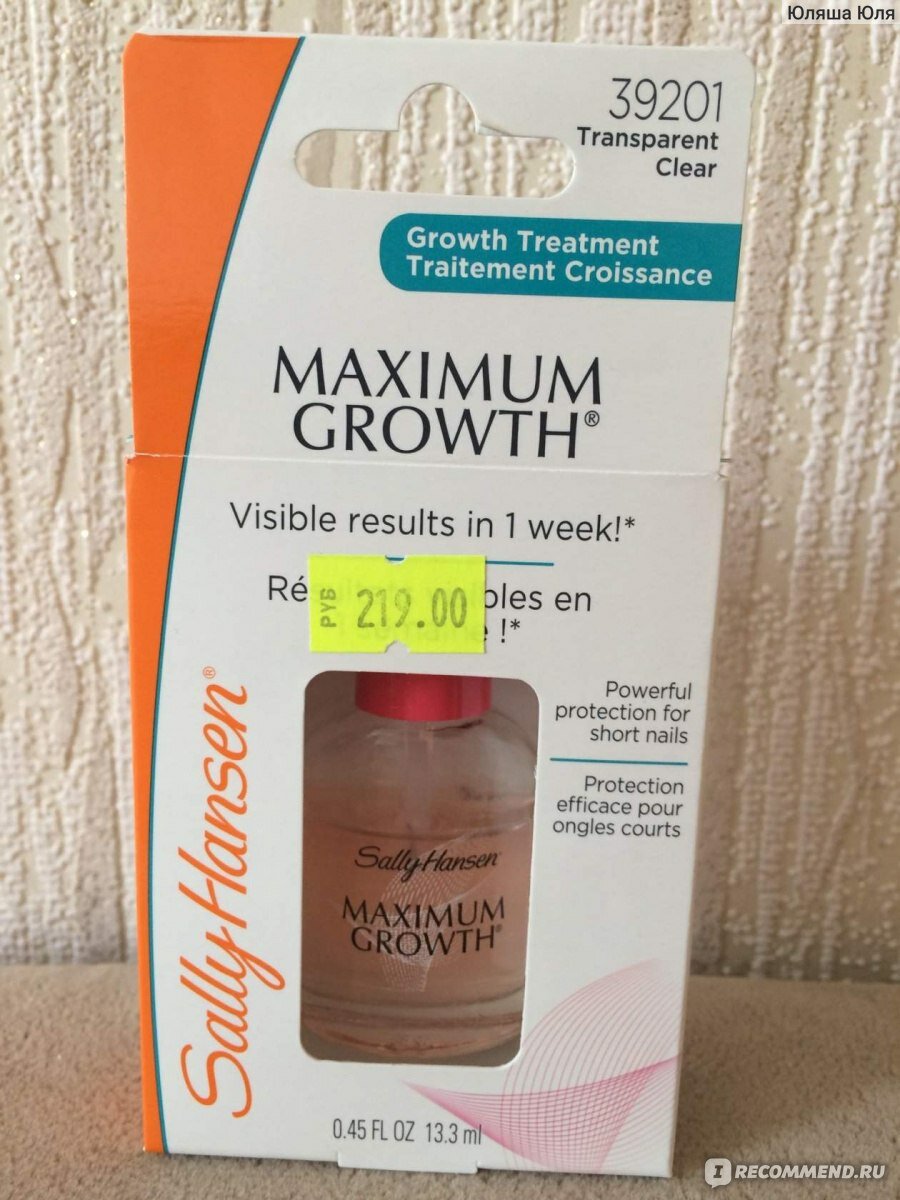 Юляша Юля
39201
Transparent
Clear
Growth Treatment
Traitement Croissance
MAXIMUM
GROWTH®
Visible results in 1 week!*
en
!*
РУБ 219.00
Powerful
protection for
short nails
Protection
efficace pour
ongles courts
Sally Hansen®
Sally Hansen
MAXIMUM
GROWTH®
0.45 FL OZ 13.3 ml
IRECOMMEND.RU